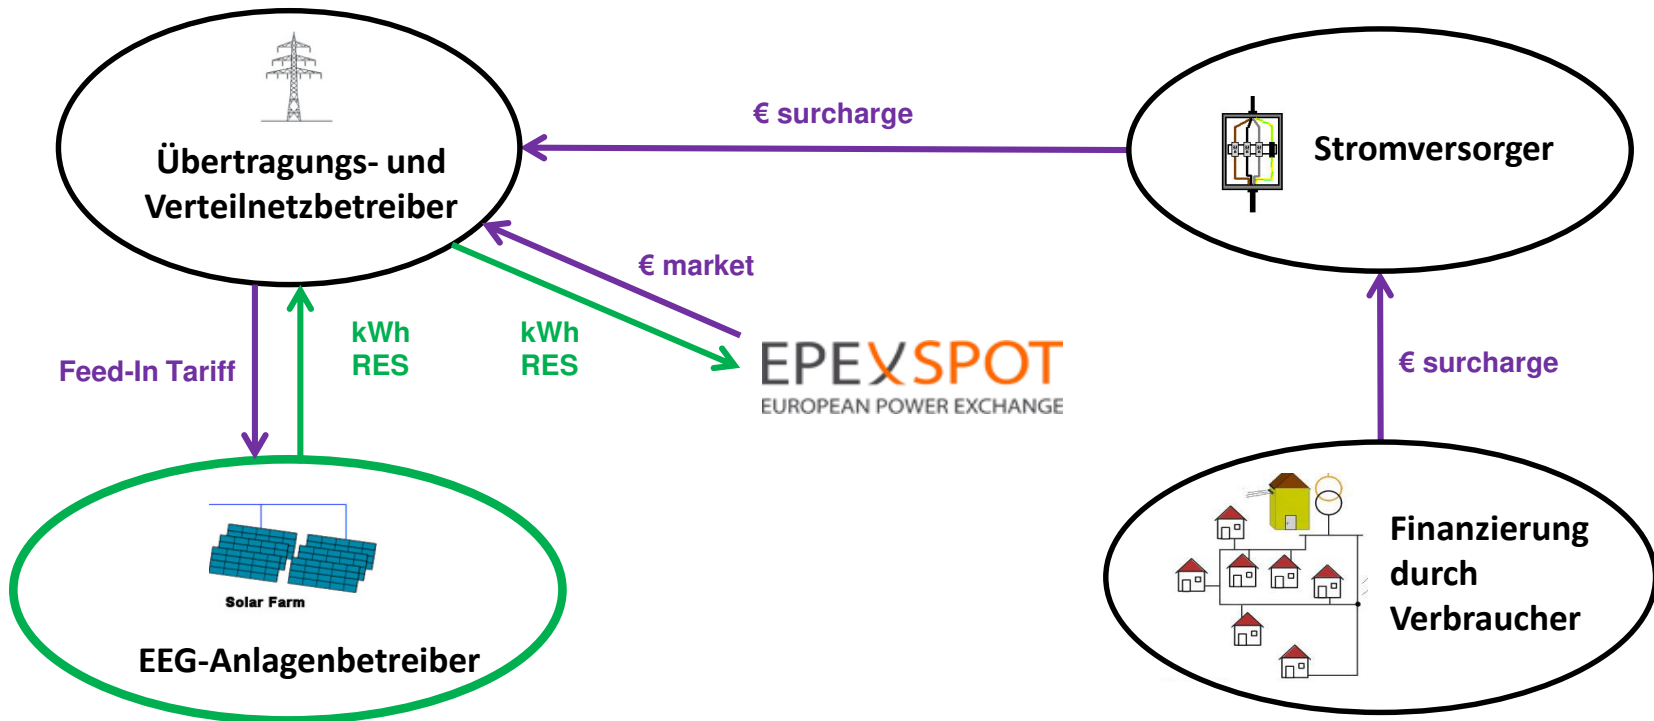 € surcharge
Übertragungs- und
Verteilnetzbetreiber
Stromversorger
€ market
kWh
RES
kWh
RES
Feed-In Tariff
EPEXSPOT
EUROPEAN POWER EXCHANGE
€ surcharge
Solar Farm
EEG-Anlagenbetreiber
Finanzierung
durch
Verbraucher